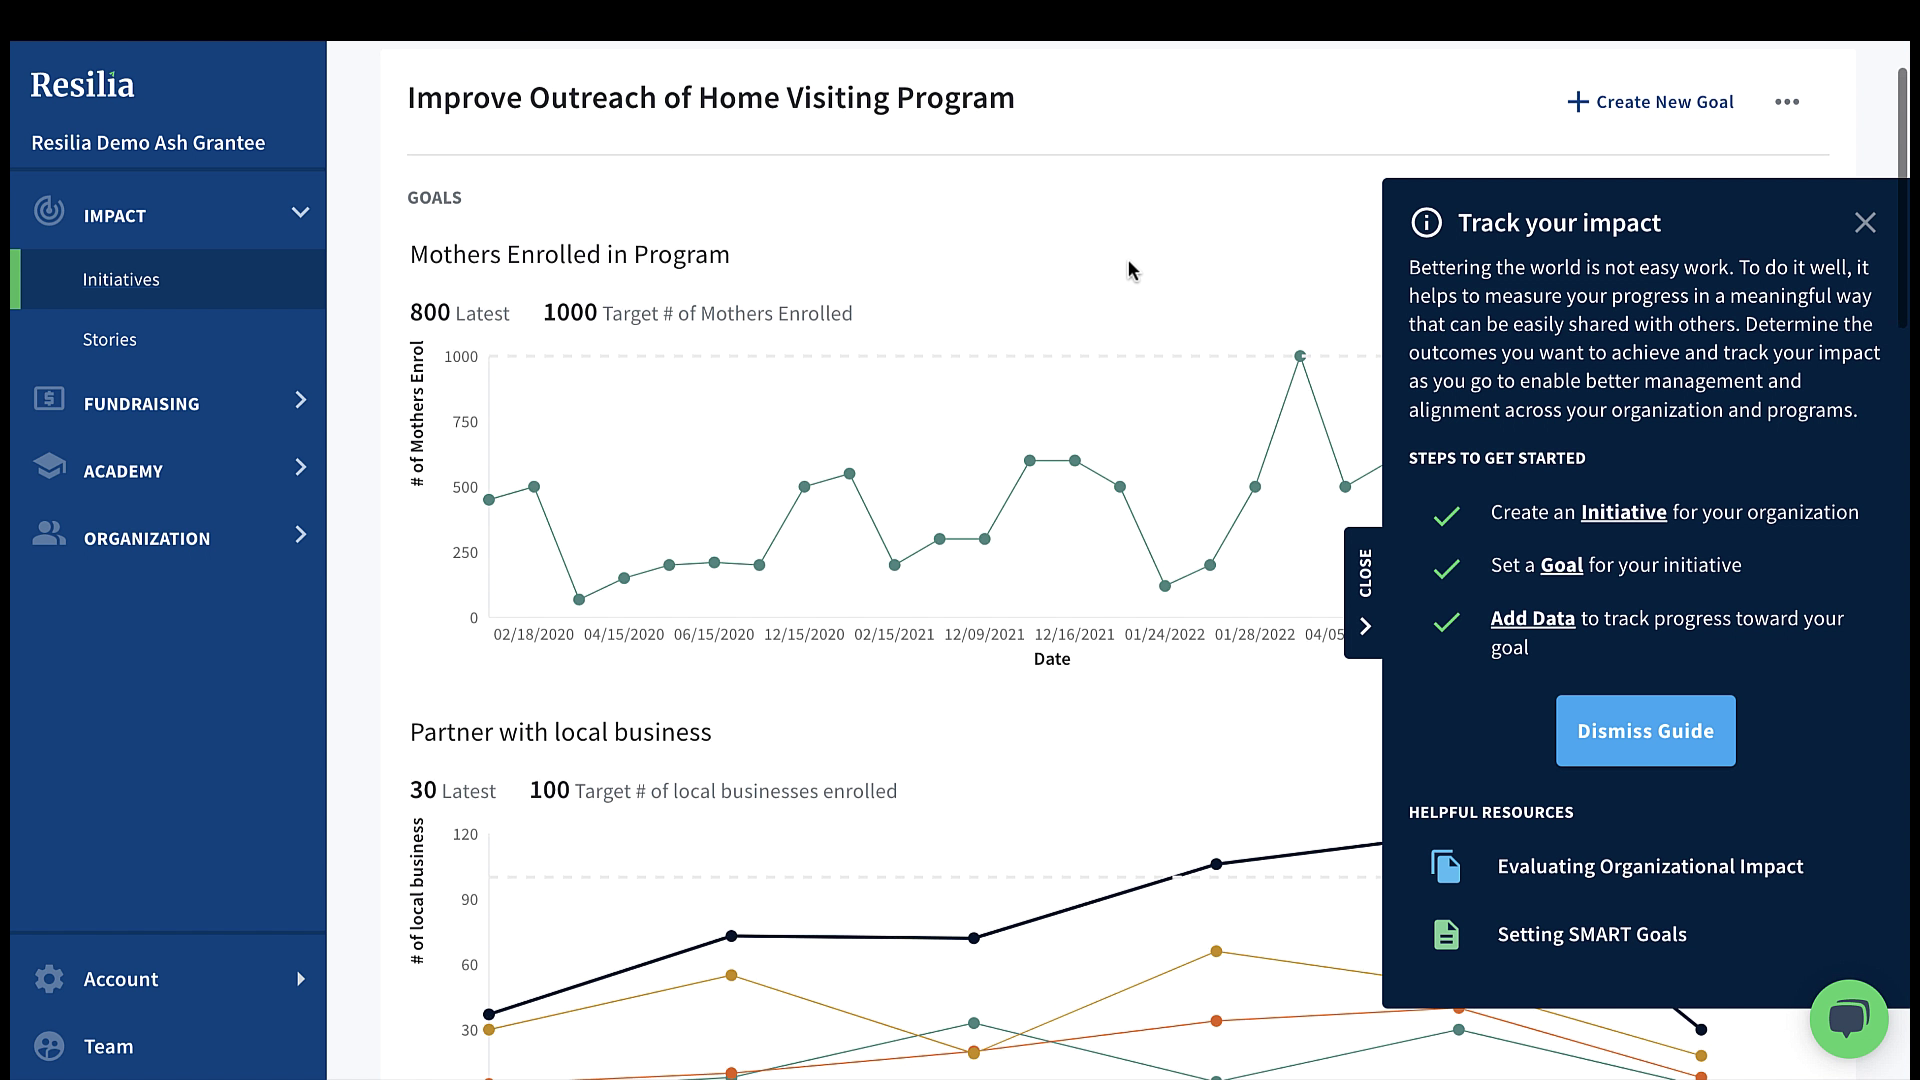 Resilia
Resilia Demo Ash Grantee
IMPACT
Initiatives
Stories
FUNDRAISING
ACADEMY
ORGANIZATION
Account
Team
Improve Outreach of Home Visiting Program
Create New Goal
GOALS
Mothers Enrolled in Program
800 Latest 1000 Target # of Mothers Enrolled
# of Mothers Enrol
1000
750
500
250
0
02/18/2020 04/15/2020 06/15/2020 12/15/2020 02/15/2021 12/09/2021 12/16/2021 01/24/2022 01/28/2022 04/05
Date
Partner with local business
30 Latest 100 Target # of local businesses enrolled
# of local business
120
90
60
30
Track your impact
Bettering the world is not easy work. To do it well, it
helps to measure your progress in a meaningful way
that can be easily shared with others. Determine the
outcomes you want to achieve and track your impact
as you go to enable better management and
alignment across your organization and programs.
STEPS TO GET STARTED
Create an Initiative for your organization
Set a Goal for your initiative
Add Data to track progress toward your
goal
CLOSE
Dismiss Guide
HELPFUL RESOURCES
Evaluating Organizational Impact
Setting SMART Goals